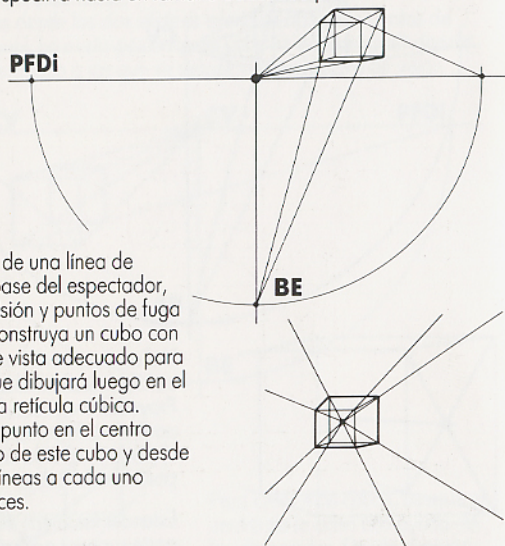 PFDi
BE
de una línea de
base del espectador,
sión y puntos de fuga
onstruya un cubo con
e vista adecuado para
ue dibujará luego en el
a retícula cúbica.
punto en el centro
o de este cubo y desde
íneas a cada uno
ces.